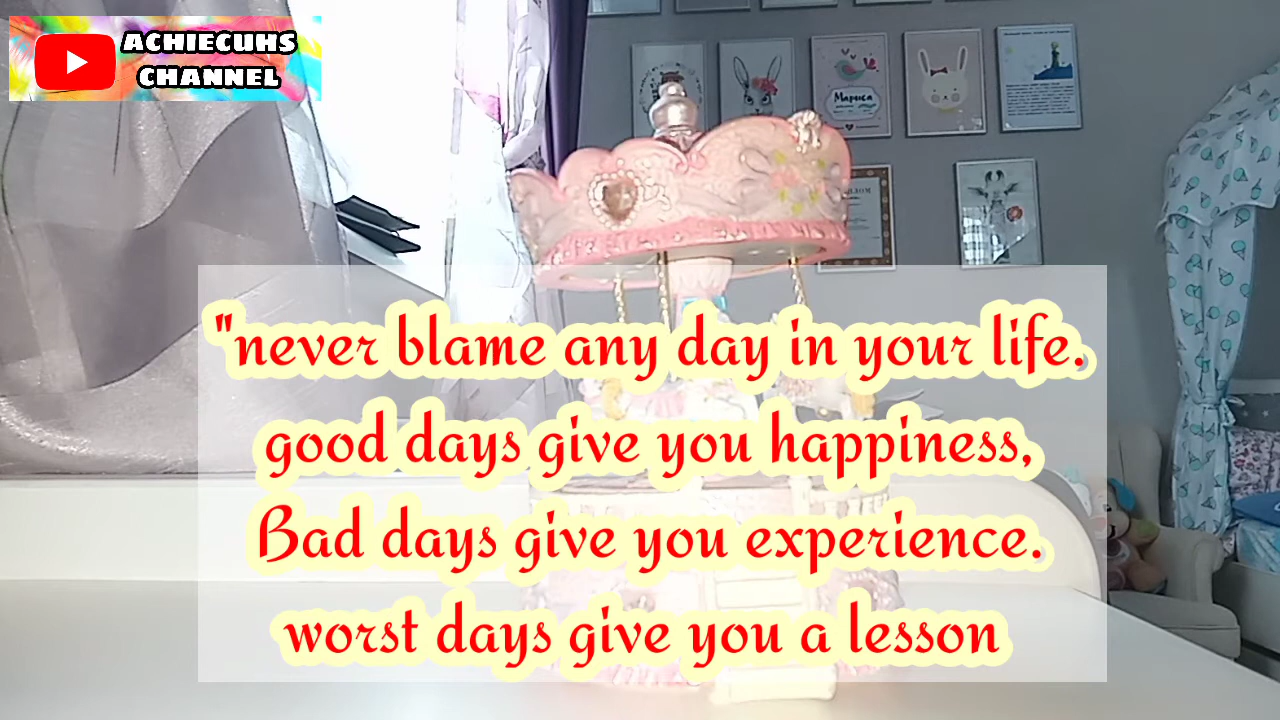 ACHIECUHS
CHANNEL
Мариса
"never blame any day in your life.
good days give you happiness,
Bad days give you experience.
worst days give you a lesson